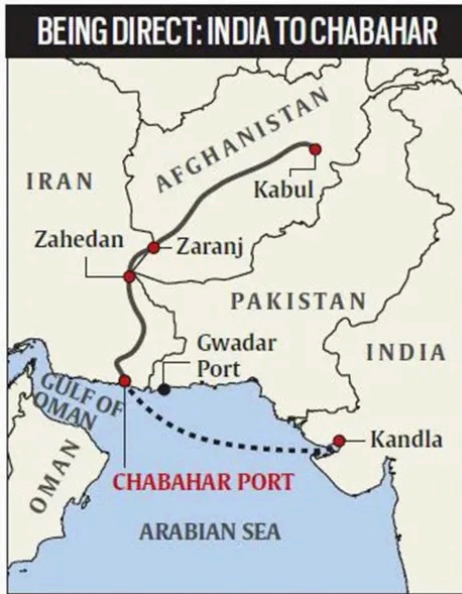 BEING DIRECT: INDIA TO CHABAHAR
AFGHANISTAN
IRAN
Kabul
Zahedan
Zaranj
PAKISTAN
Gwadar
Port
INDIA
GULF OF
OMAN
Kandla
OMAN
CHABAHAR PORT
ARABIAN SEA